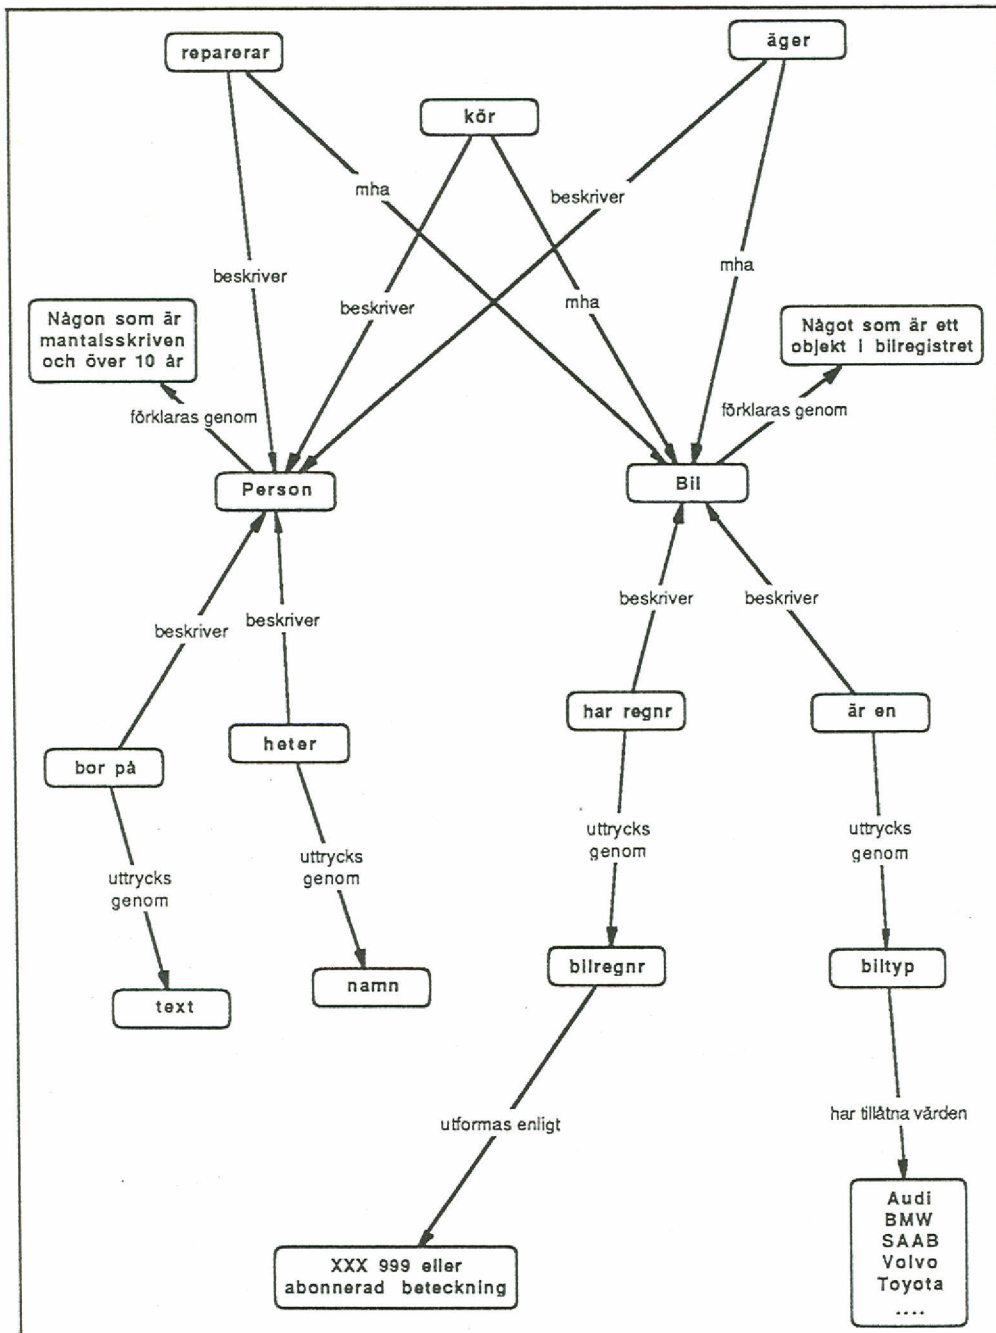 reparerar
äger
kör
mha
beskriver
beskriver
beskriver
mha
mha
Någon som är
mantalsskriven
och över 10 år
Något som är ett
objekt i bilregistret
förklaras genom
förklaras genom
Person
Bil
beskriver
beskriver
beskriver
beskriver
bor på
heter
har regnr
är en
uttrycks
genom
uttrycks
genom
uttrycks
genom
uttrycks
genom
text
namn
bilregnr
biltyp
utformas enligt
har tillåtna värden
XXX 999 eller
abonnerad beteckning
Audi
BMW
SAAB
Volvo
Toyota
....